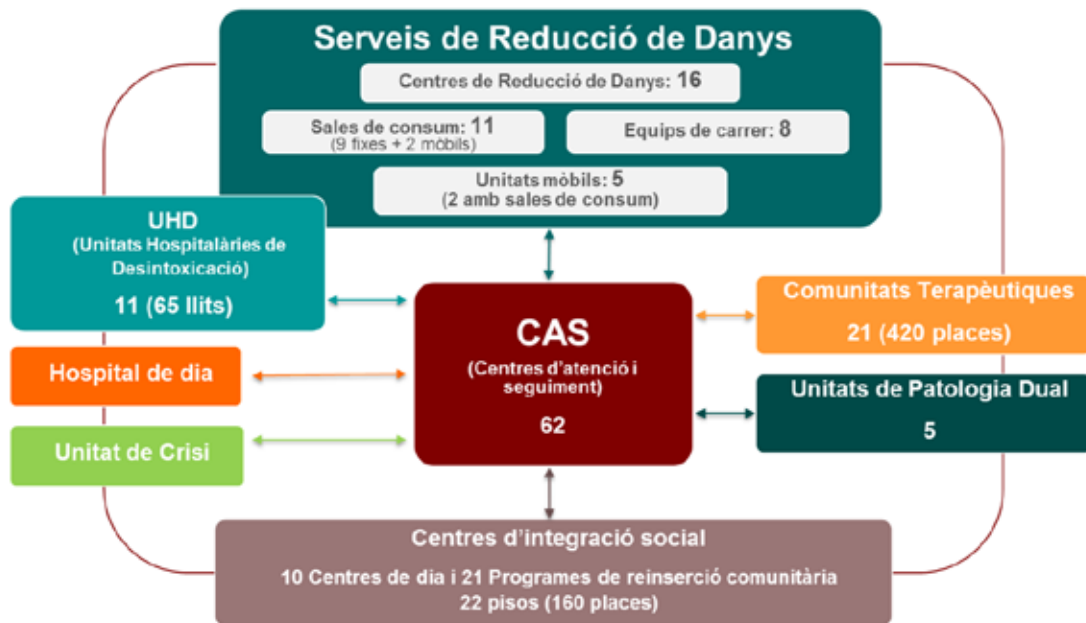 Serveis de Reducció de Danys
Centres de Reducció de Danys: 16
Sales de consum: 11
(9 fixes + 2 mòbils)
Equips de carrer: 8
Unitats mòbils: 5
(2 amb sales de consum)
UHD
(Unitats Hospitalàries de
Desintoxicació)
11 (65 llits)
Hospital de dia
Unitat de Crisi
CAS
(Centres d'atenció i
seguiment)
62
Comunitats Terapèutiques
21 (420 places)
Unitats de Patologia Dual
5
Centres d'integració social
10 Centres de dia i 21 Programes de reinserció comunitària
22 pisos (160 places)